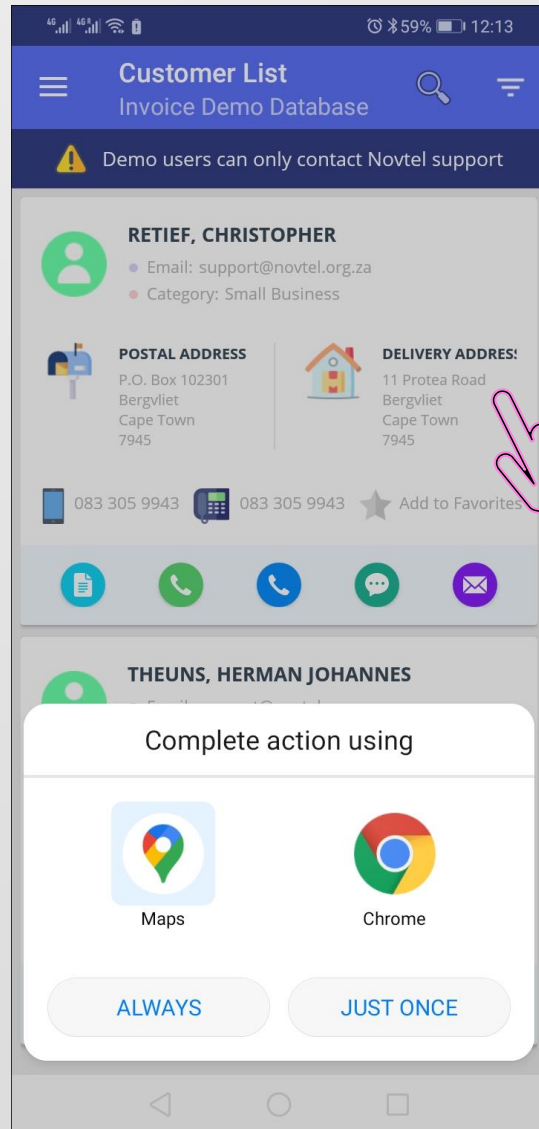 46 46 59% 12:13
Customer List
Invoice Demo Database
Demo users can only contact Novtel support
RETIEF, CHRISTOPHER
Email: support@novtel.org.za
Category: Small Business
POSTAL ADDRESS
P.O. Box 102301
Bergvliet
Cape Town
7945
DELIVERY ADDRESS
11 Protea Road
Bergvliet
Cape Town
7945
083 305 9943 083 305 9943 Add to Favorites
THEUNS, HERMAN JOHANNES
Complete action using
Maps Chrome
ALWAYS JUST ONCE